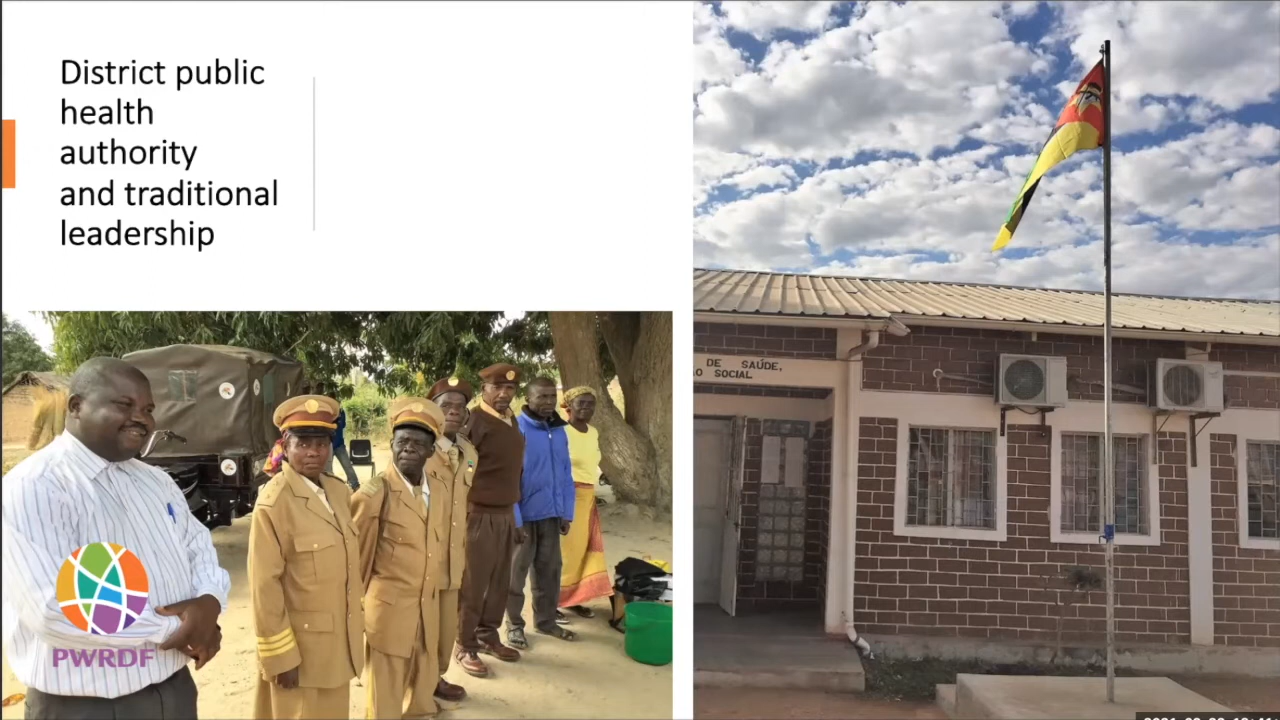 District public
health
authority
and traditional
leadership
DE SAÚDE,
O SOCIAL
PWRDF